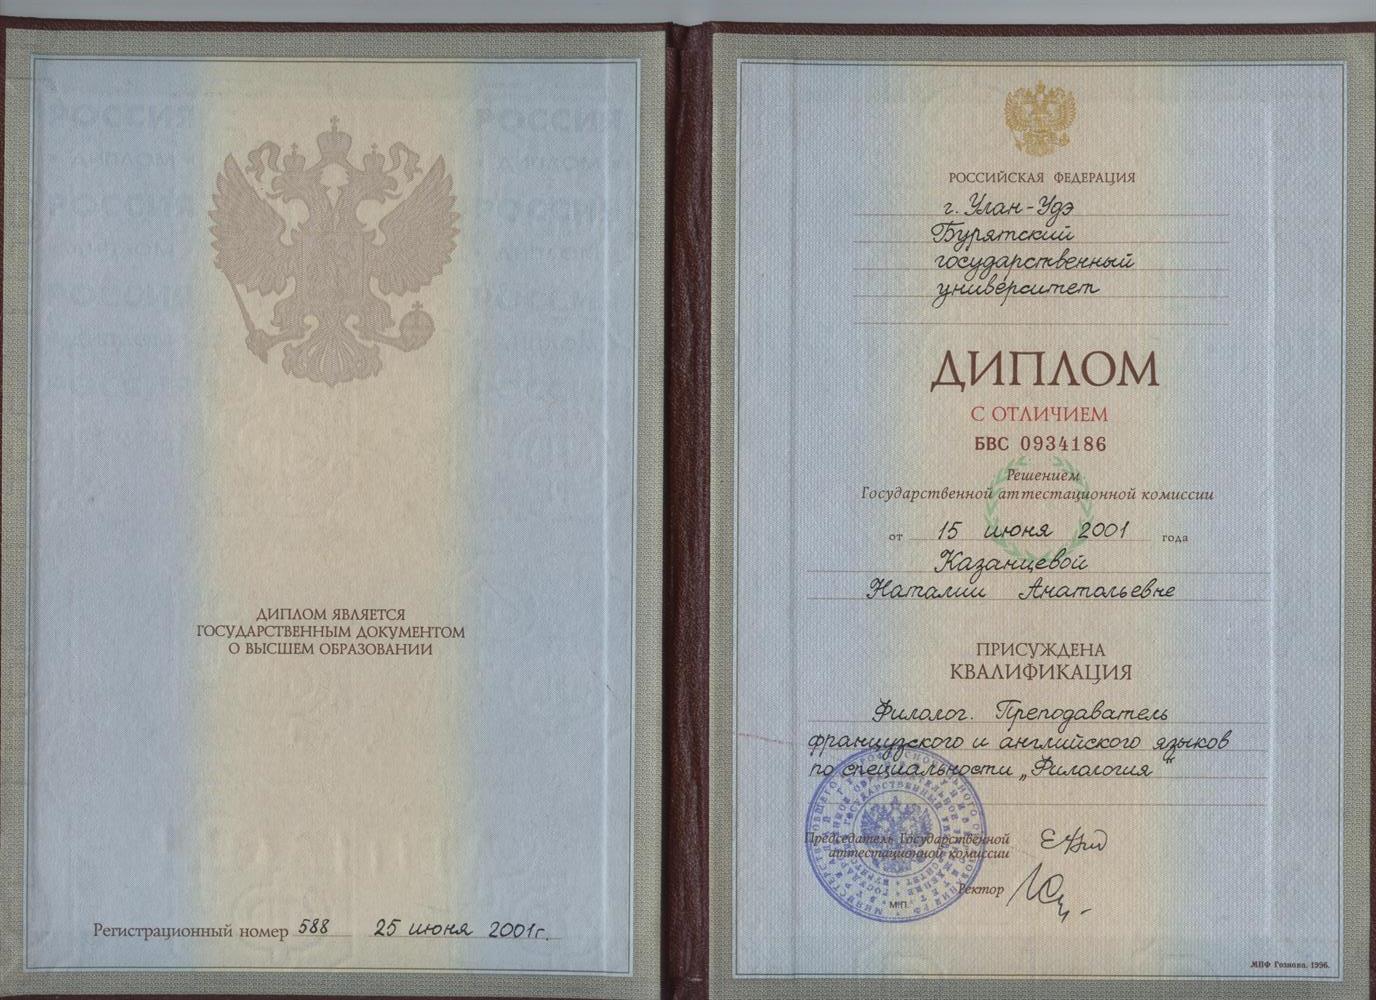 ДИПЛОМ ЯВЛЯЕТСЯ
ГОСУДАРСТВЕННЫМ ДОКУМЕНТОМ
О ВЫСШЕМ ОБРАЗОВАНИИ
Регистрационный номер 588 25 июня 2001г.
РОССИЙСКАЯ ФЕДЕРАЦИЯ
г. Улан-Удэ
Бурятский
государственный
университет
ДИПЛОМ
С ОТЛИЧИЕМ
БВС 0934186
Решением
Государственной аттестационной комиссии
от 15 июня 2001 года
Казанцевой
Наталии Анатольевне
ПРИСУЖДЕНА
КВАЛИФИКАЦИЯ
Филолог. Преподаватель
французского и английского языков
по специальности „Филология“
Председатель Государственной
аттестационной комиссии
Ректор
М.П.
МПФ Гознака. 1996.